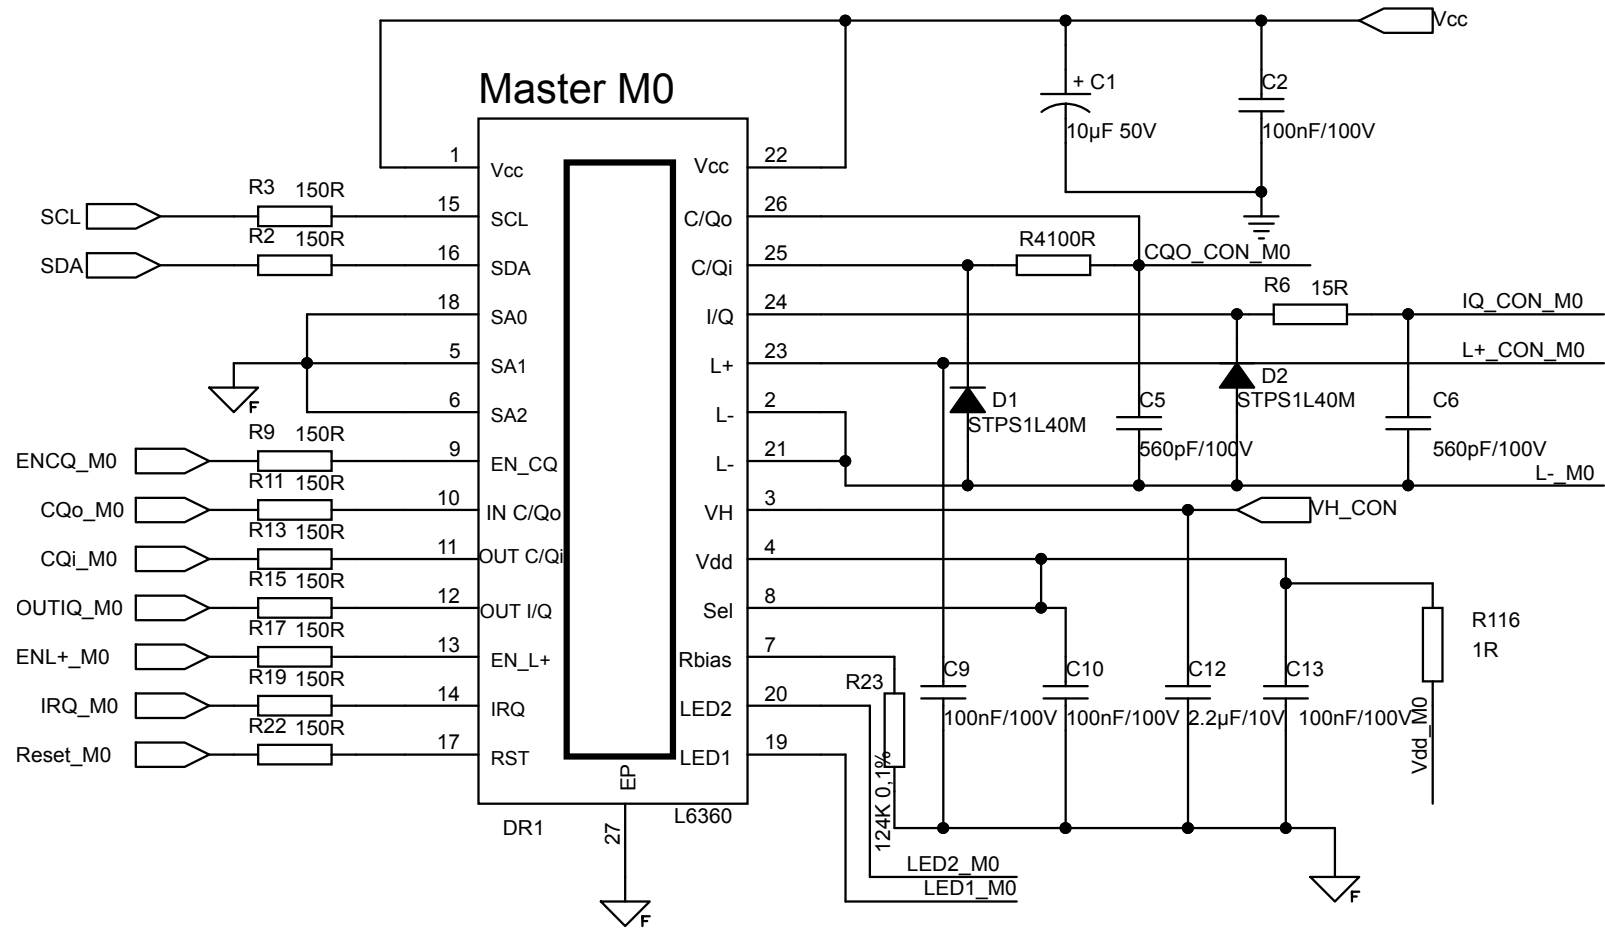 Vcc
Master M0
+ C1
10µF 50V
C2
100nF/100V
1
Vcc
Vcc
22
SCL
R3 150R
15
SCL
C/Qo
26
SDA
R2 150R
16
SDA
C/Qi
25
R4100R
CQO_CON_M0
18
SA0
I/Q
24
R6 15R
IQ_CON_M0
5
SA1
L+
23
L+_CON_M0
F
6
SA2
L-
2
D1
STPS1L40M
C5
560pF/100V
D2
STPS1L40M
C6
560pF/100V
ENCQ_M0
R9 150R
9
EN_CQ
L-
21
L-_M0
CQo_M0
R11 150R
10
IN C/Qo
VH
3
VH_CON
CQi_M0
R13 150R
11
OUT C/Qi
Vdd
4
OUTIQ_M0
R15 150R
12
OUT I/Q
Sel
8
R116
1R
ENL+_M0
R17 150R
13
EN_L+
Rbias
7
R23
124K 0,1%
C9
100nF/100V
C10
100nF/100V
C12
2.2µF/10V
C13
100nF/100V
Vdd_M0
IRQ_M0
R19 150R
14
IRQ
LED2
20
Reset_M0
R22 150R
17
RST
LED1
19
EP
DR1
L6360
27
LED2_M0
LED1_M0
F
F